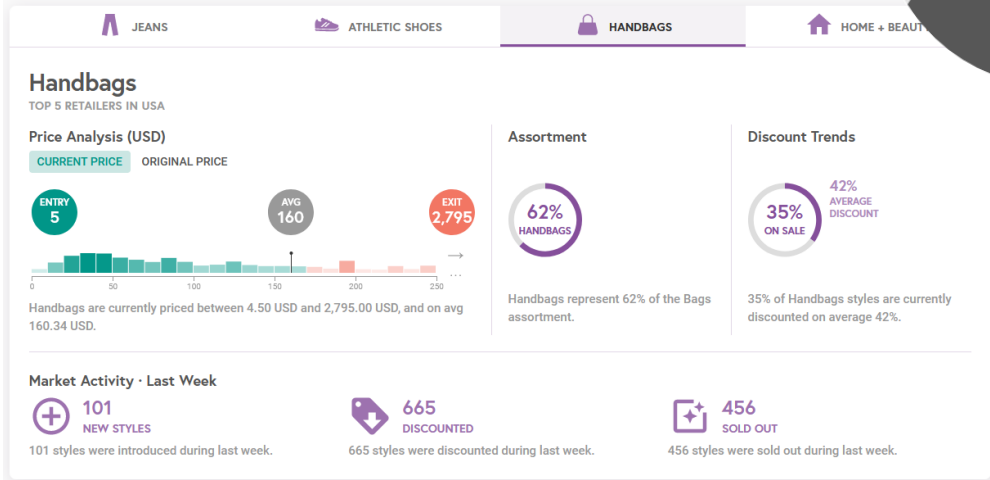 JEANS
ATHLETIC SHOES
HANDBAGS
HOME +
Handbags
TOP 5 RETAILERS IN USA
Price Analysis (USD)
CURRENT PRICE
ORIGINAL PRICE
ENTRY
5
AVG
160
EXIT
2,795
0
50
100
150
200
250
...
Handbags are currently priced between 4.50 USD and 2,795.00 USD, and on avg
160.34 USD.
Assortment
62%
HANDBAGS
Handbags represent 62% of the Bags
assortment.
Discount Trends
35%
ON SALE
42%
AVERAGE
DISCOUNT
35% of Handbags styles are currently
discounted on average 42%.
Market Activity · Last Week
101
NEW STYLES
101 styles were introduced during last week.
665
DISCOUNTED
665 styles were discounted during last week.
456
SOLD OUT
456 styles were sold out during last week.